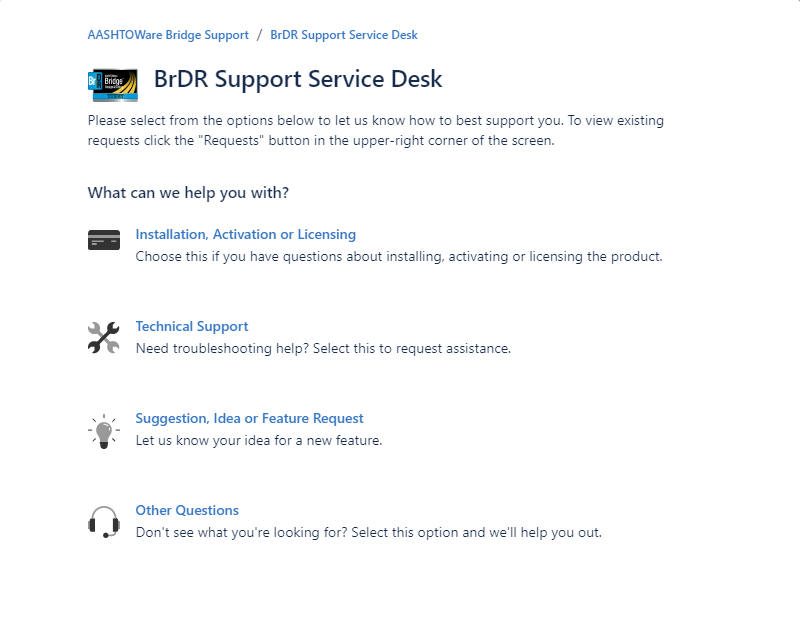 AASHTOWare Bridge Support / BrDR Support Service Desk
Br
Bridge
BrDR Support Service Desk
Please select from the options below to let us know how to best support you. To view existing
requests click the "Requests" button in the upper-right corner of the screen.
What can we help you with?
Installation, Activation or Licensing
Choose this if you have questions about installing, activating or licensing the product.
Technical Support
Need troubleshooting help? Select this to request assistance.
Suggestion, Idea or Feature Request
Let us know your idea for a new feature.
Other Questions
Don't see what you're looking for? Select this option and we'll help you out.